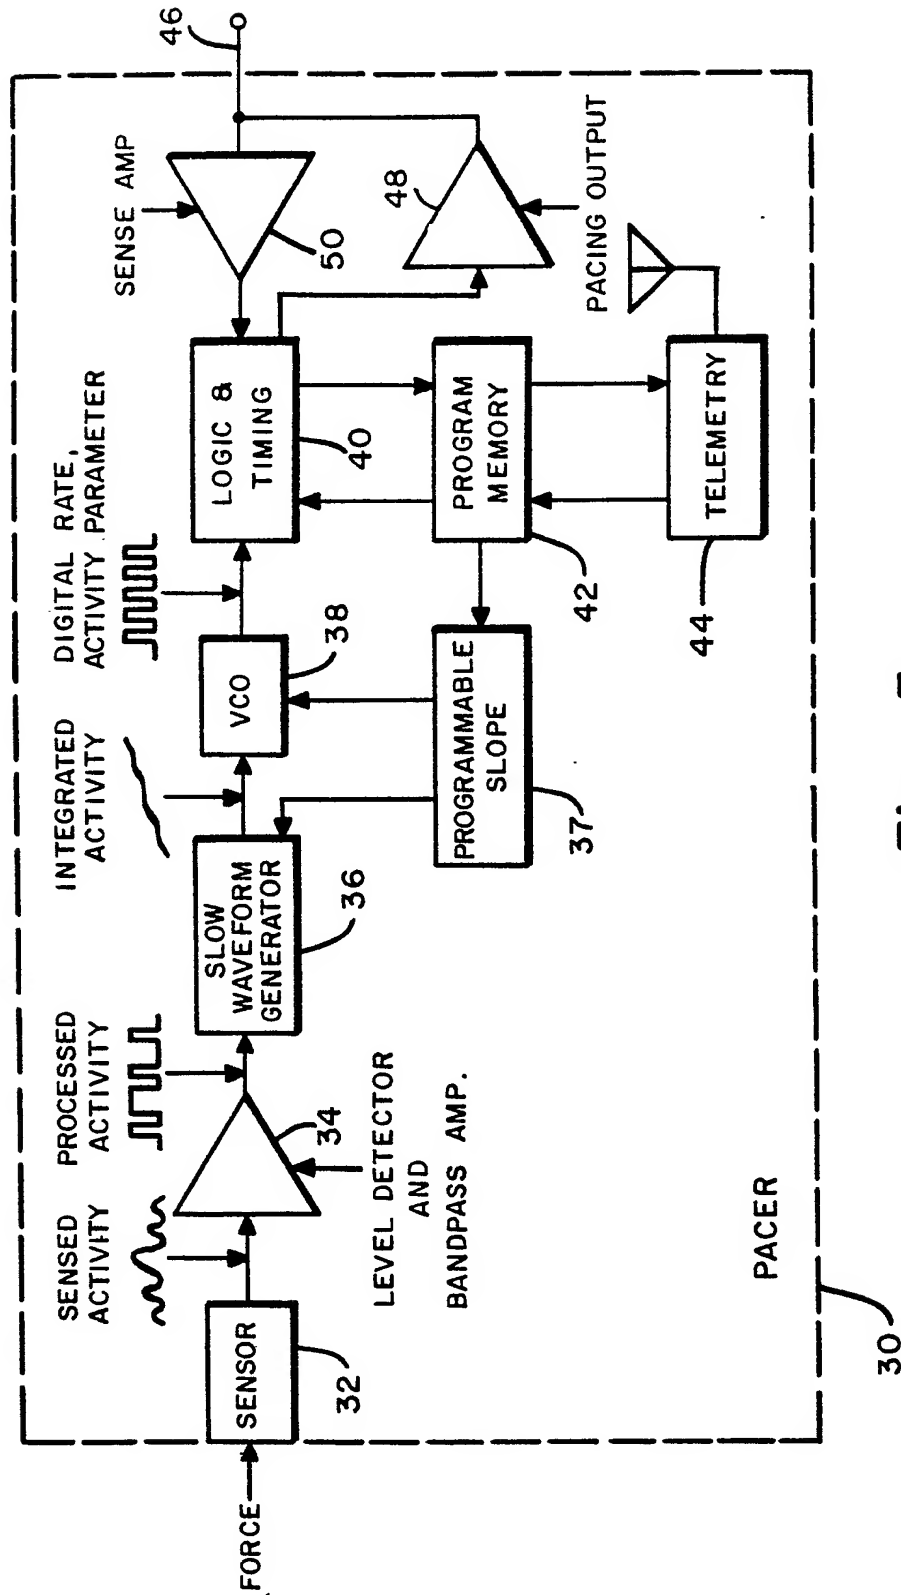 FORCE
SENSOR
32
SENSED
ACTIVITY
34
LEVEL DETECTOR
AND
BANDPASS AMP.
PROCESSED
ACTIVITY
SLOW
WAVEFORM
GENERATOR
36
INTEGRATED
ACTIVITY
VCO
38
PROGRAMMABLE
SLOPE
37
DIGITAL RATE,
ACTIVITY PARAMETER
LOGIC &
TIMING
40
PROGRAM
MEMORY
42
TELEMETRY
44
SENSE AMP
50
48
PACING OUTPUT
46
PACER
30